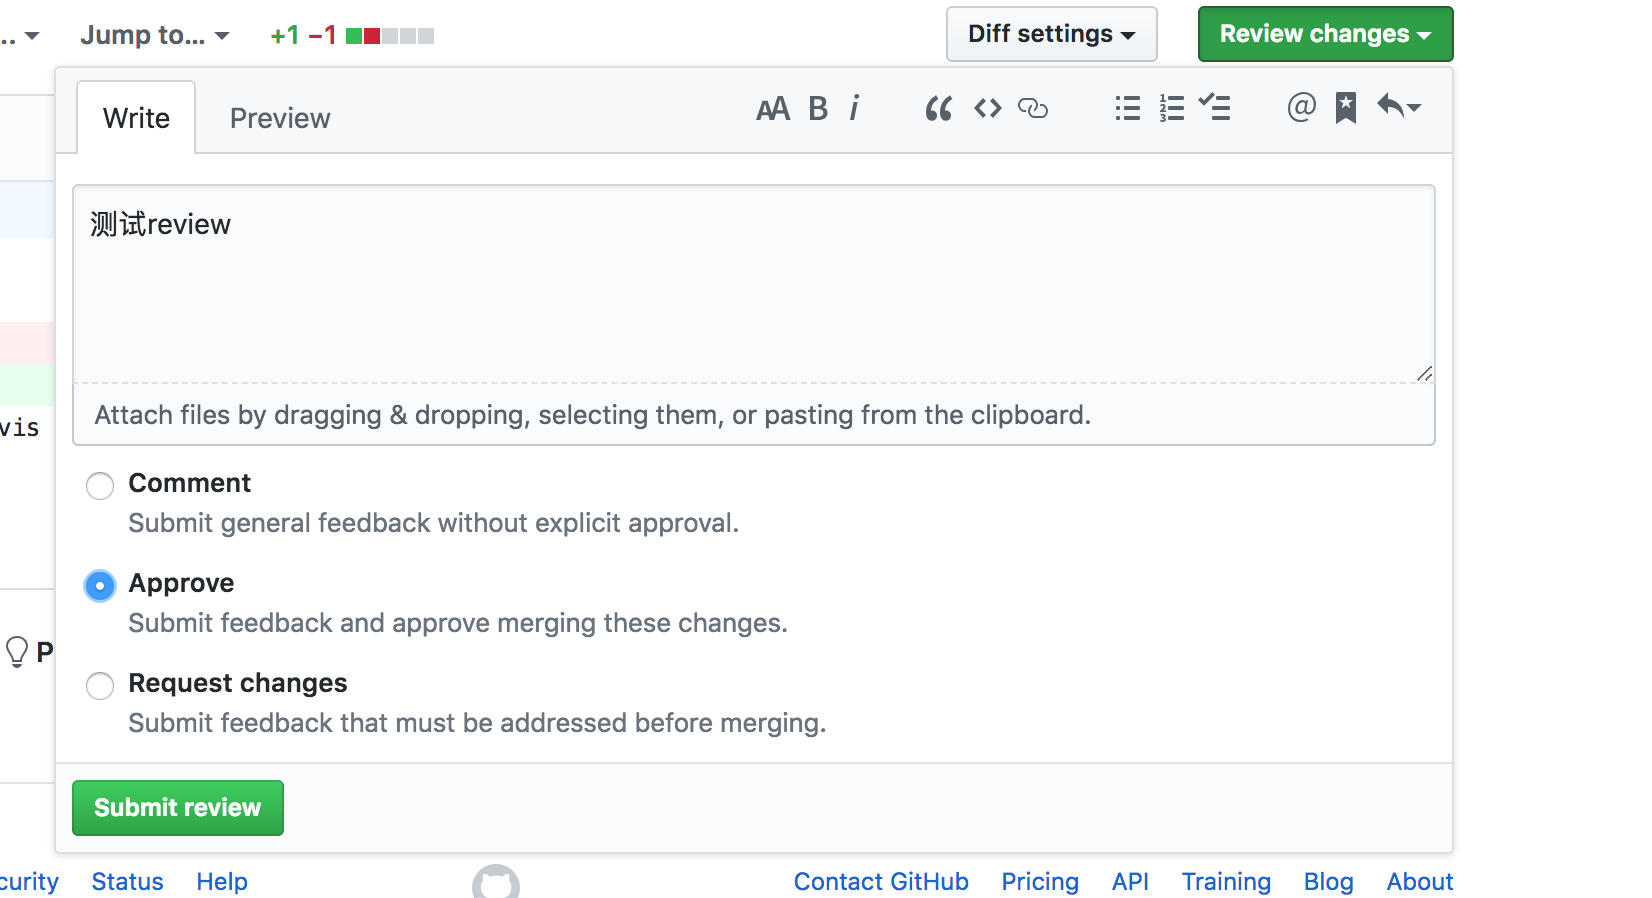 ... Jump to... +1 −1 Diff settings Review changes
Write Preview AA B i
测试review
Attach files by dragging & dropping, selecting them, or pasting from the clipboard.
vis
Comment
Submit general feedback without explicit approval.
Approve
Submit feedback and approve merging these changes.
P
Request changes
Submit feedback that must be addressed before merging.
Submit review
curity Status Help Contact GitHub Pricing API Training Blog About